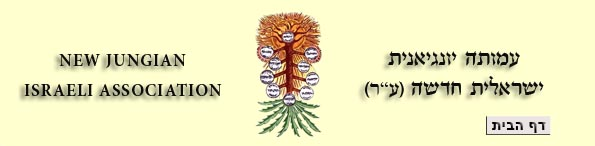 NEW JUNGIAN
ISRAELI ASSOCIATION
עמותה יונגיאנית
ישראלית חדשה (ע"ר)
דף הבית